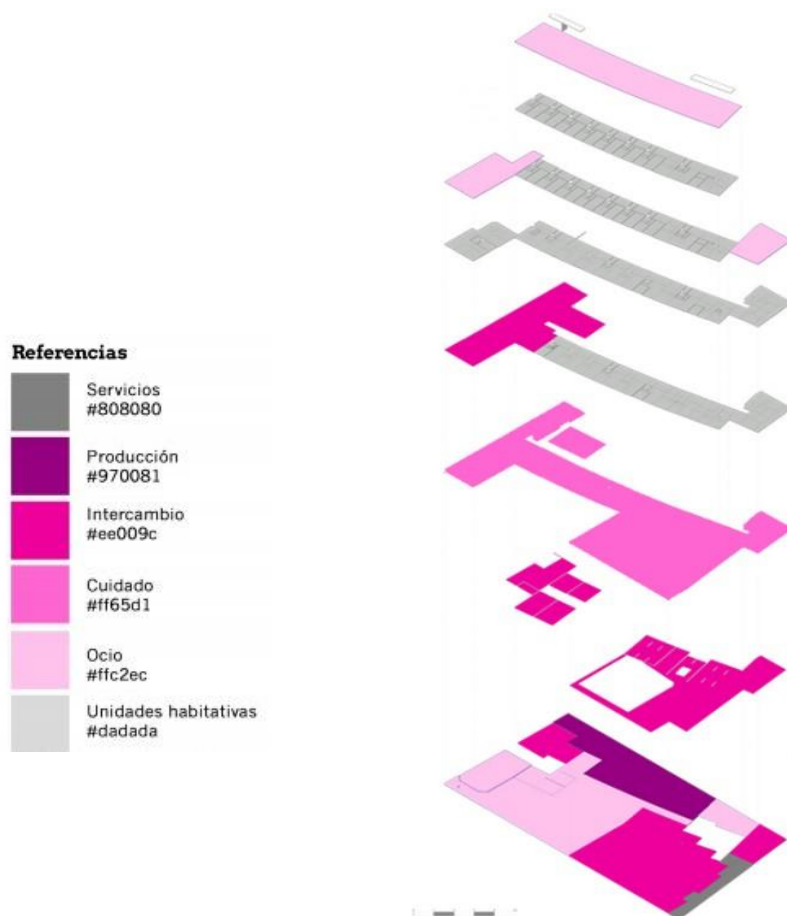 Referencias
Servicios
#808080
Producción
#970081
Intercambio
#ee009c
Cuidado
#ff65d1
Ocio
#ffc2ec
Unidades habitativas
#dadada